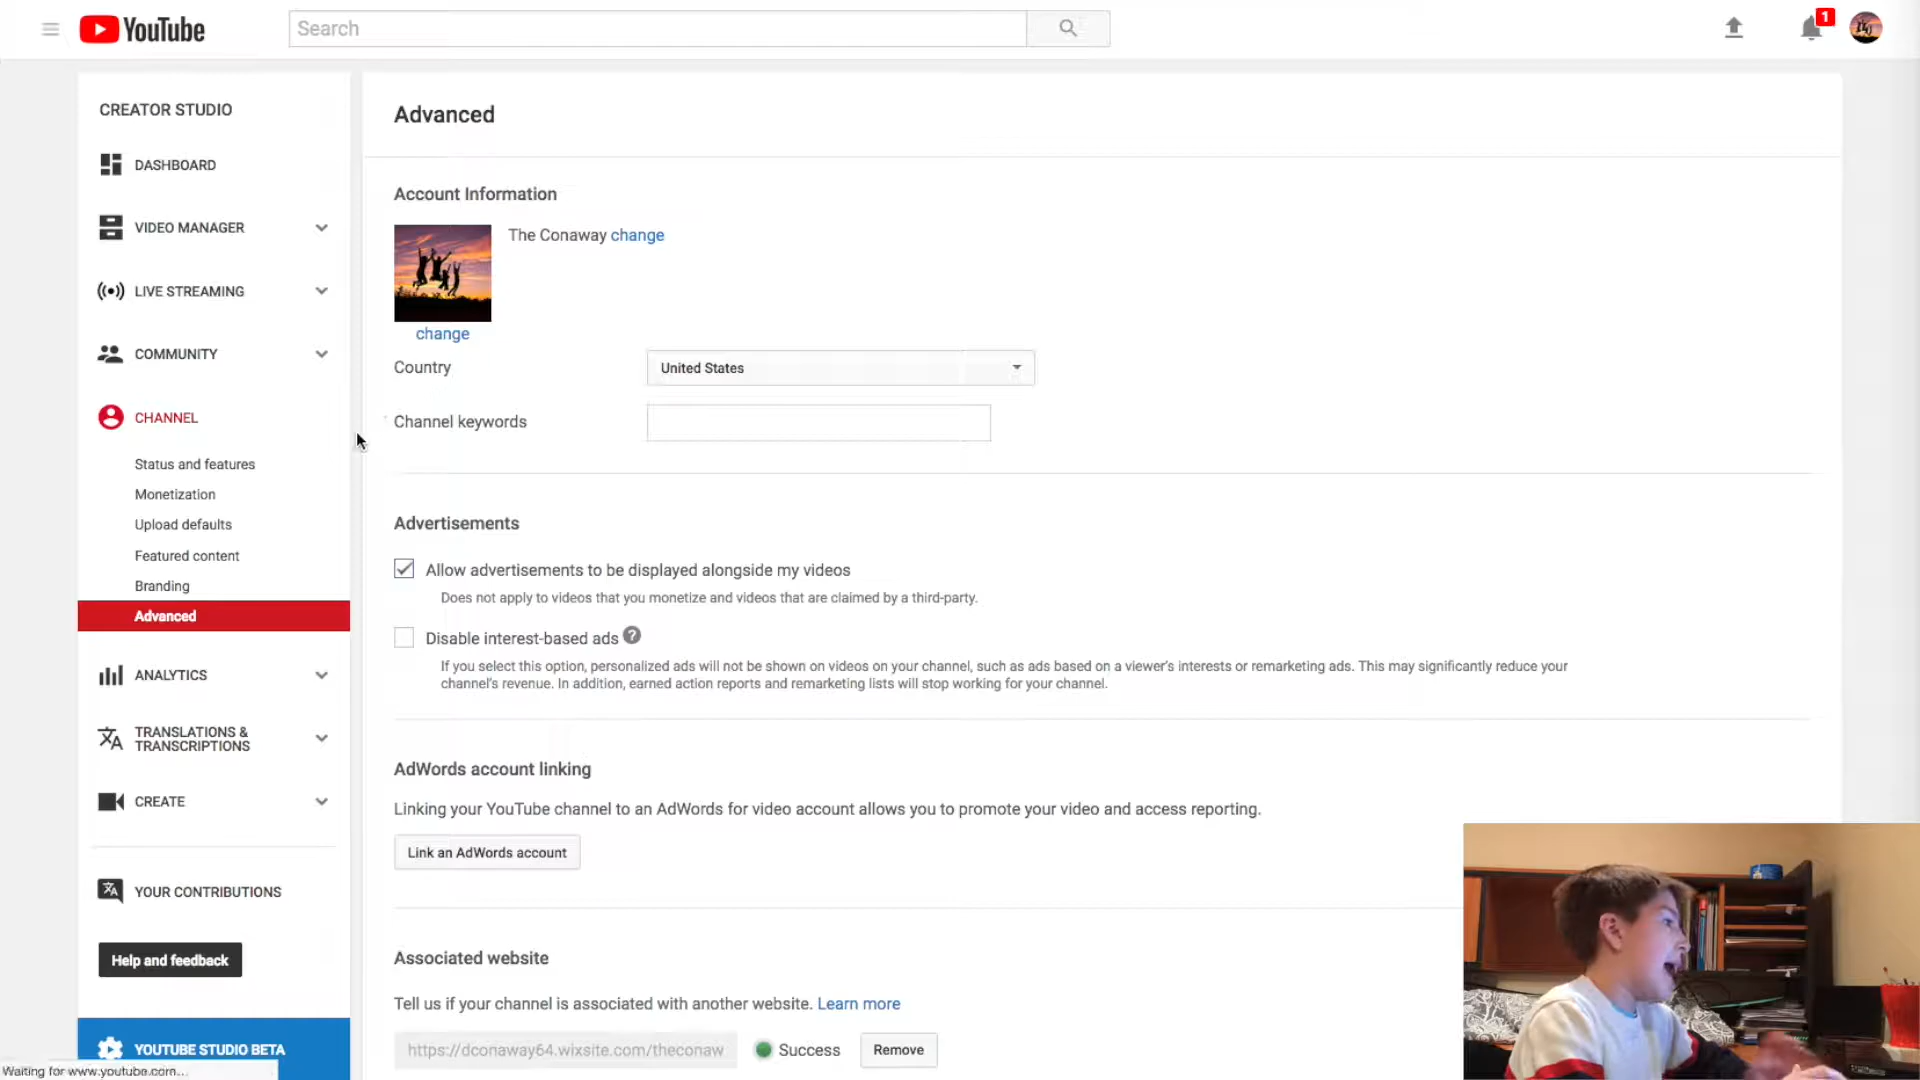 YouTube
Search
1
CREATOR STUDIO
DASHBOARD
VIDEO MANAGER
LIVE STREAMING
COMMUNITY
CHANNEL
Status and features
Monetization
Upload defaults
Featured content
Branding
Advanced
ANALYTICS
TRANSLATIONS &
TRANSCRIPTIONS
CREATE
YOUR CONTRIBUTIONS
Help and feedback
YOUTUBE STUDIO BETA
Waiting for www.youtube.com...
Advanced
Account Information
The Conaway change
change
Country
United States
Channel keywords
Advertisements
Allow advertisements to be displayed alongside my videos
Does not apply to videos that you monetize and videos that are claimed by a third-party.
Disable interest-based ads ?
If you select this option, personalized ads will not be shown on videos on your channel, such as ads based on a viewer's interests or remarketing ads. This may significantly reduce your
channel's revenue. In addition, earned action reports and remarketing lists will stop working for your channel.
AdWords account linking
Linking your YouTube channel to an AdWords for video account allows you to promote your video and access reporting.
Link an AdWords account
Associated website
Tell us if your channel is associated with another website. Learn more
https://dconaway64.wixsite.com/theconaw
Success
Remove